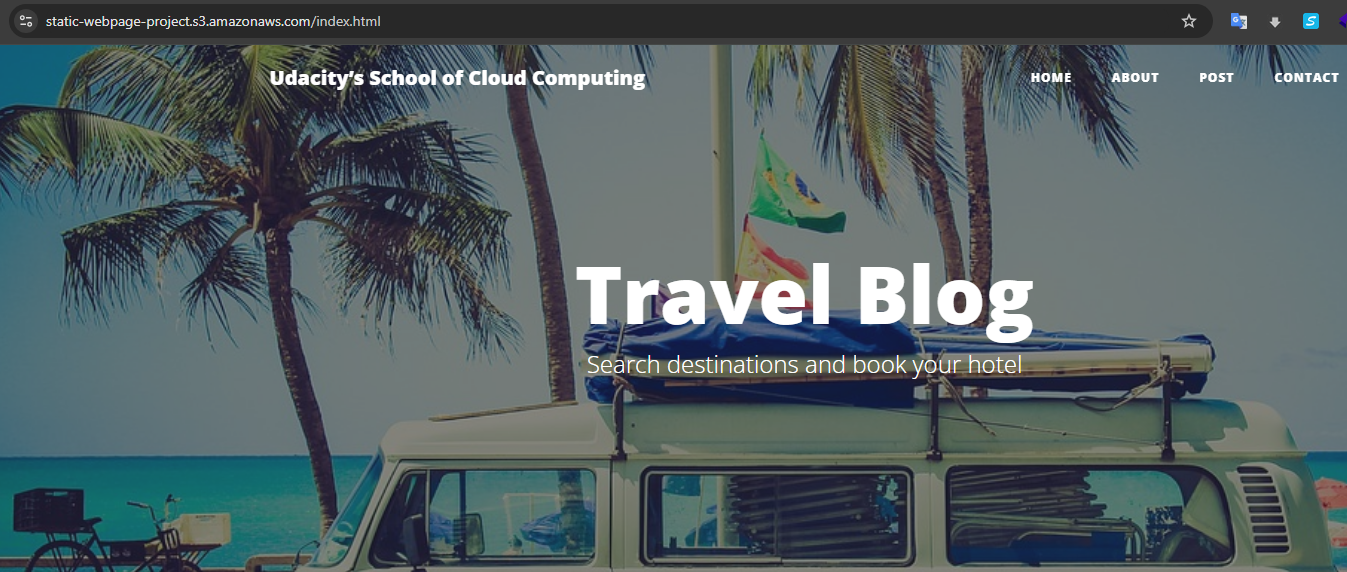 static-webpage-project.s3.amazonaws.com/index.html
Udacity's School of Cloud Computing
HOME
ABOUT
POST
CONTACT
Travel Blog
Search destinations and book your hotel